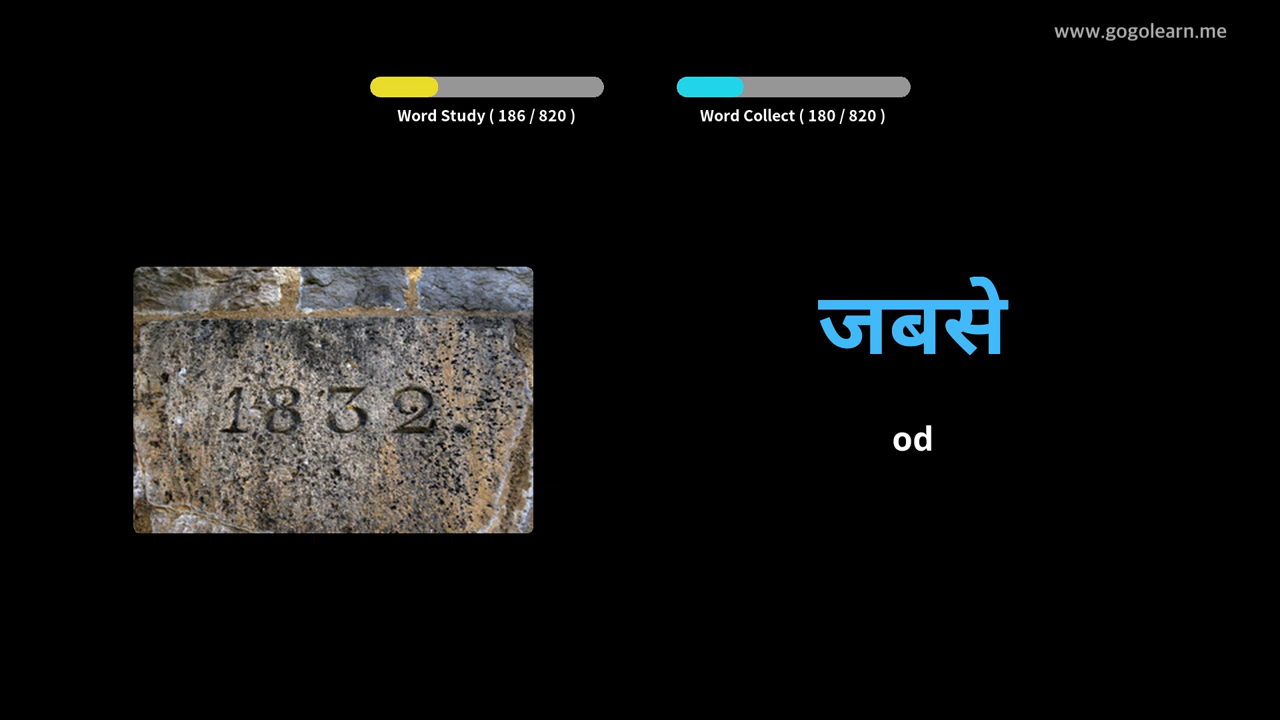 www.gogolearn.me
Word Study ( 186 / 820 )
Word Collect ( 180 / 820 )
1832.
जबसे
od